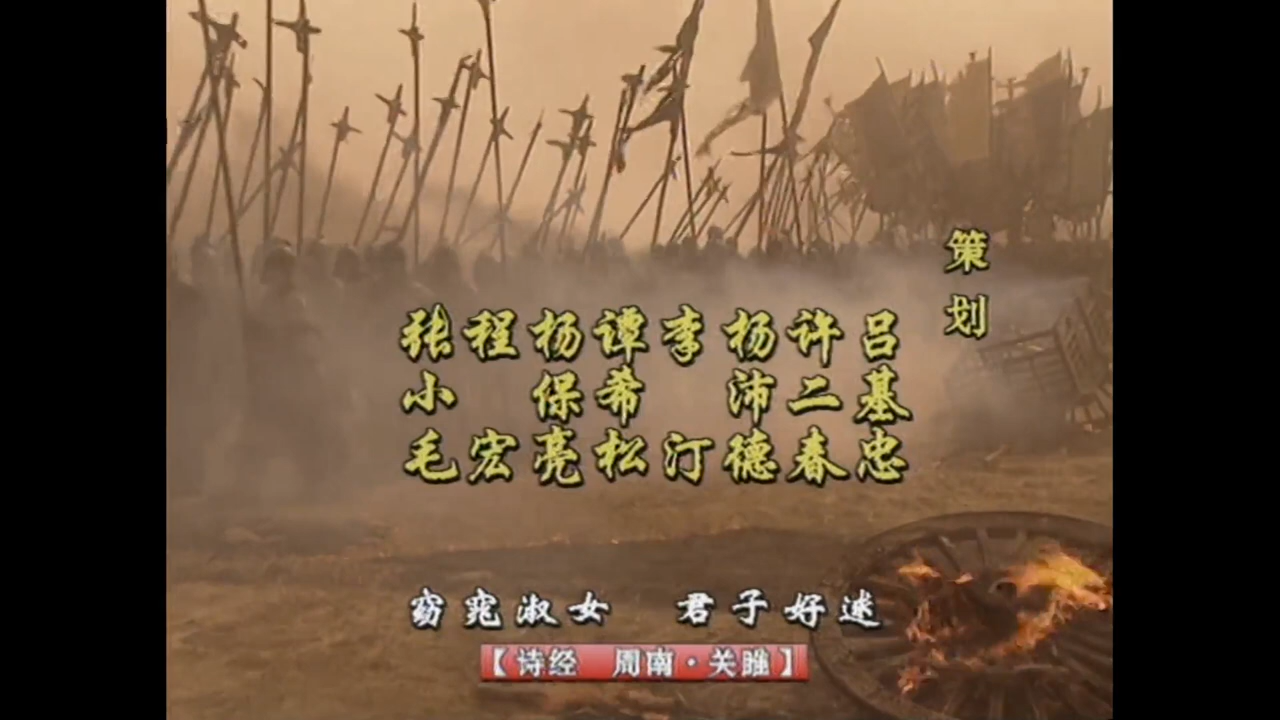 策划
吕基忠
许二春
杨沛德
李汀
谭希松
杨保亮
程宏
张小毛
窈窕淑女 君子好逑
【诗经 周南·关雎】